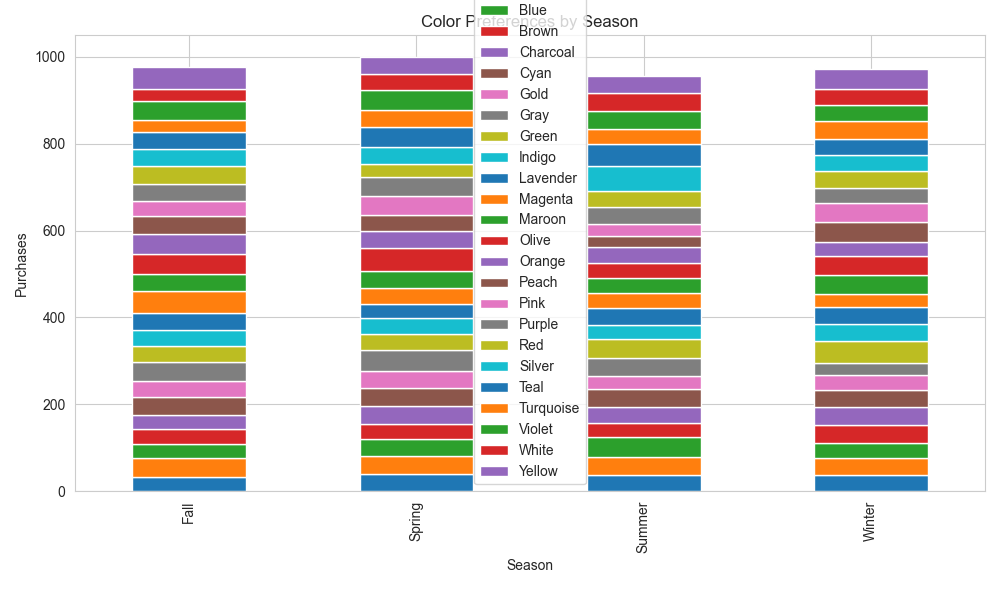 Color Preferences by Season
Purchases
1000
800
600
400
200
0
Blue
Brown
Charcoal
Cyan
Gold
Gray
Green
Indigo
Lavender
Magenta
Maroon
Olive
Orange
Peach
Pink
Purple
Red
Silver
Teal
Turquoise
Violet
White
Yellow
Fall
Spring
Summer
Winter
Season